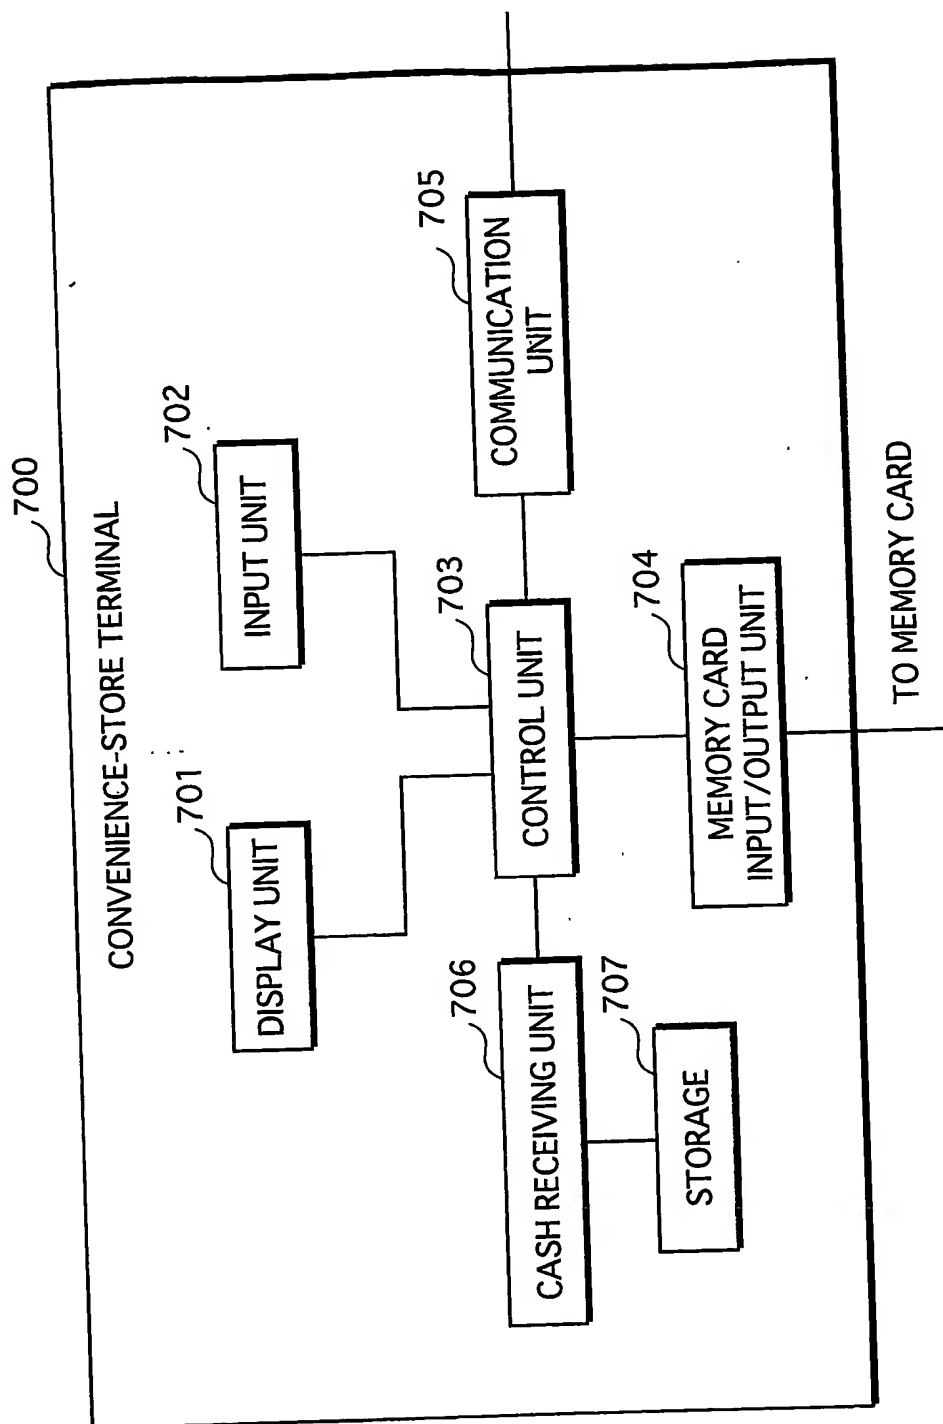 700
CONVENIENCE-STORE TERMINAL
701
DISPLAY UNIT
702
INPUT UNIT
706
CASH RECEIVING UNIT
703
CONTROL UNIT
705
COMMUNICATION
UNIT
707
STORAGE
704
MEMORY CARD
INPUT/OUTPUT UNIT
TO MEMORY CARD